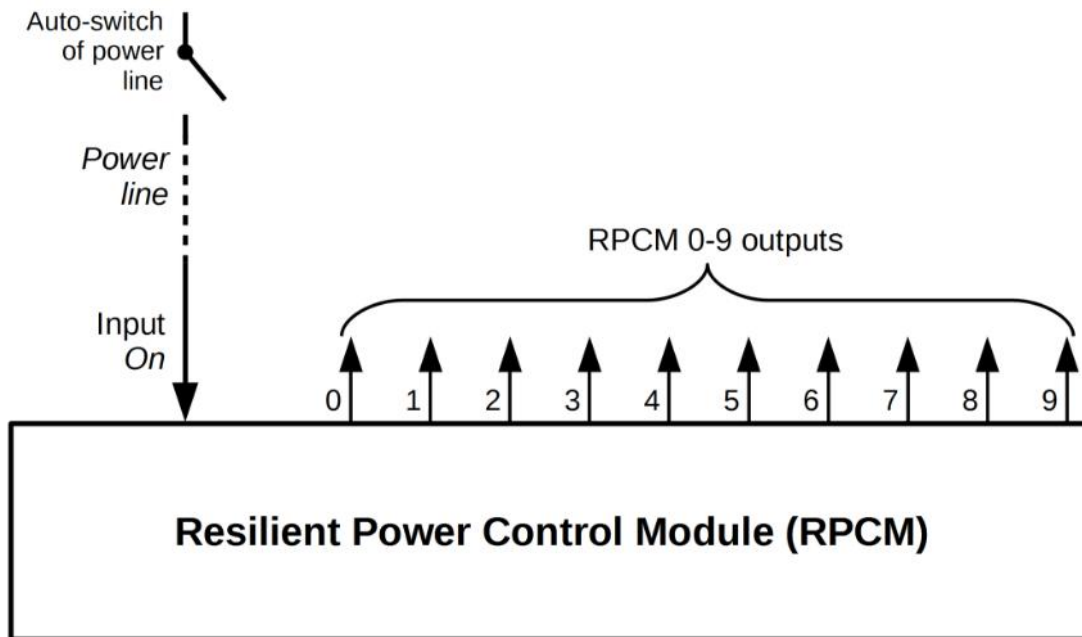 Auto-switch
of power
line
Power
line
RPCM 0-9 outputs
Input
On
0 1 2 3 4 5 6 7 8 9
Resilient Power Control Module (RPCM)